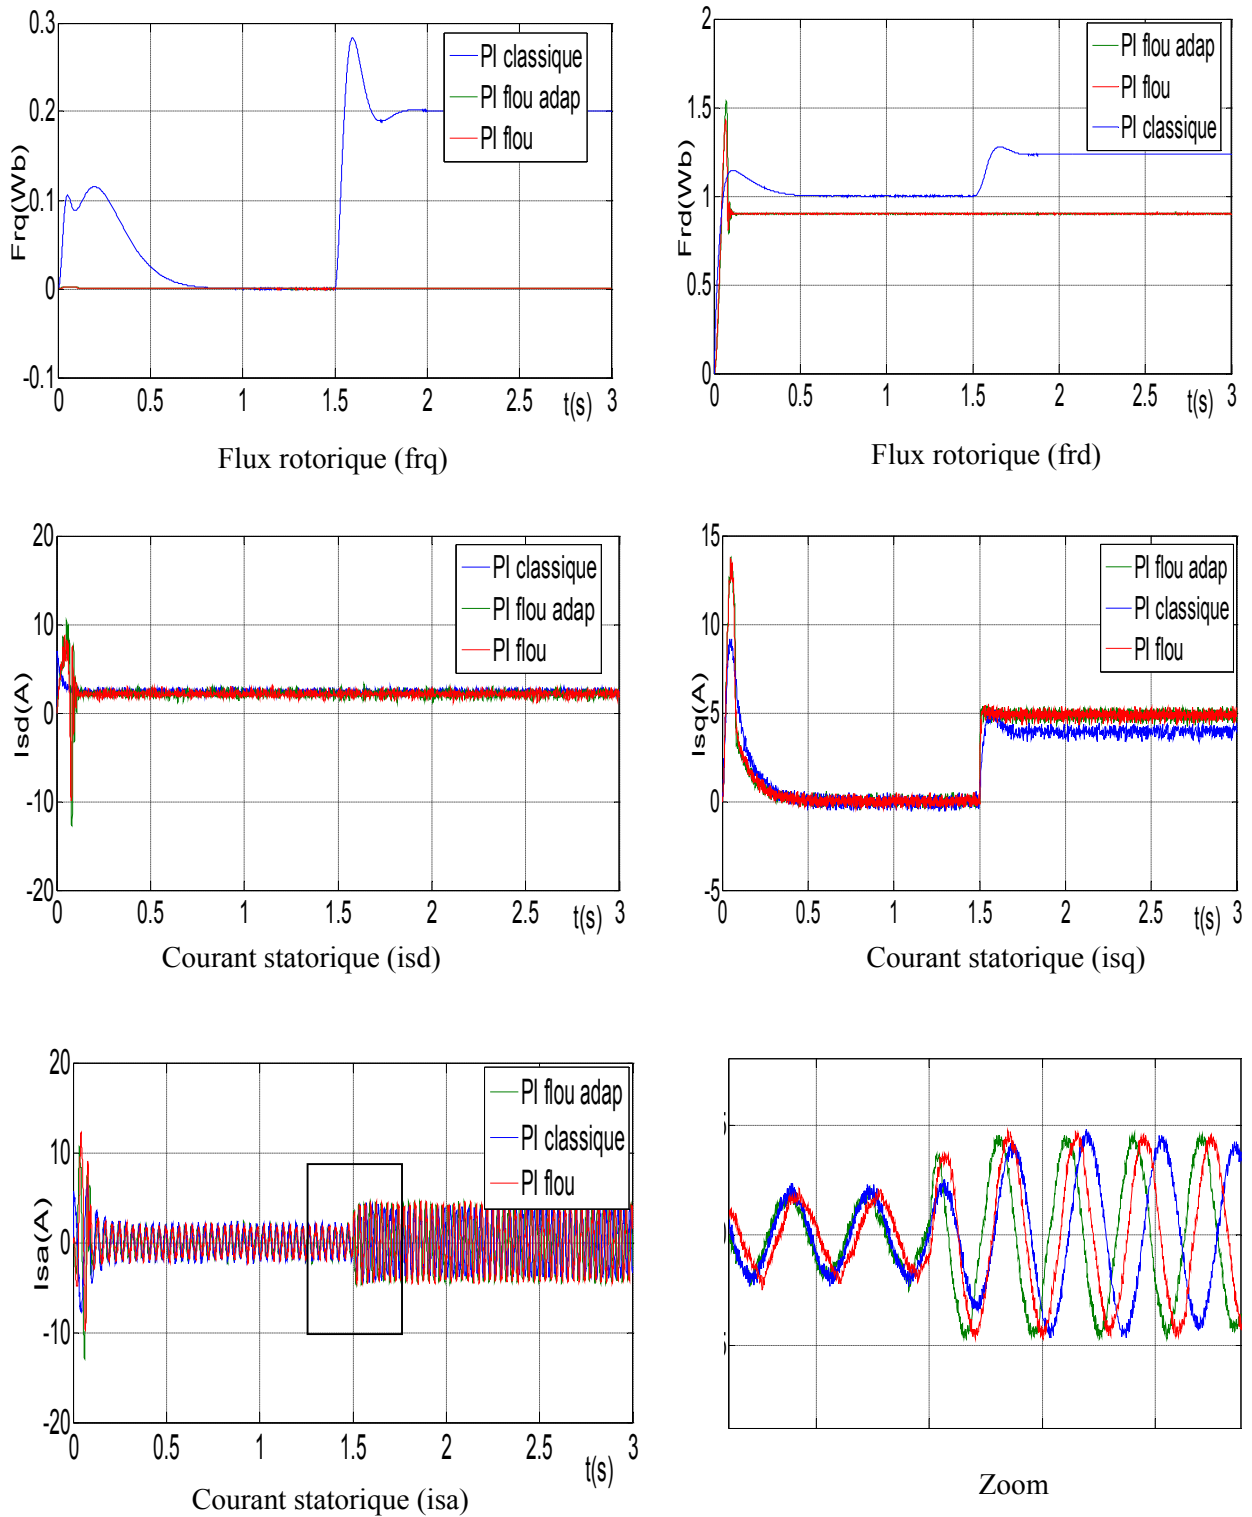 0.3
0.2
0.1
0
-0.1
Frq(Wb)
PI classique
PI flou adap
PI flou
0 0.5 1 1.5 2 2.5 t(s) 3
Flux rotorique (frq)
2
1.5
1
0.5
0
Frd(Wb)
PI flou adap
PI flou
PI classique
0 0.5 1 1.5 2 2.5 t(s) 3
Flux rotorique (frd)
20
10
0
-10
-20
Isd(A)
PI classique
PI flou adap
PI flou
0 0.5 1 1.5 2 2.5 t(s) 3
Courant statorique (isd)
15
10
5
0
-5
Isq(A)
PI flou adap
PI classique
PI flou
0 0.5 1 1.5 2 2.5 t(s) 3
Courant statorique (isq)
20
10
0
-10
-20
Isa(A)
PI flou adap
PI classique
PI flou
0 0.5 1 1.5 2 2.5 t(s) 3
Courant statorique (isa)
Zoom